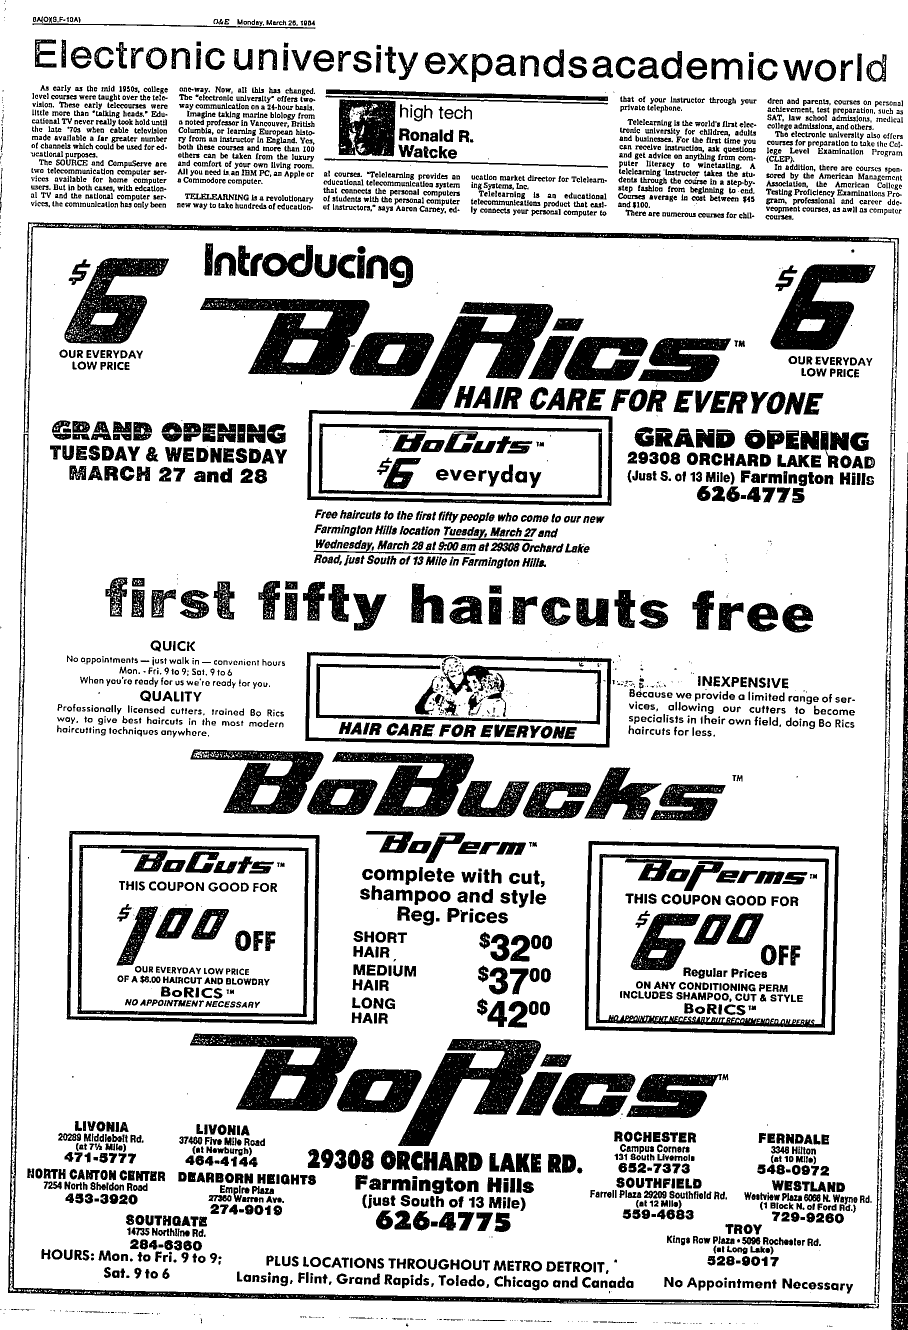 8A(O)(S,F-10A)
O&E Monday, March 26, 1984
Electronic university expands academic world
As early as the mid 1950s, college
level courses were taught over the tele-
vision. These early telecourses were
little more than "talking heads." Edu-
cational TV never really took hold until
the late '70s when cable television
made available a far greater number
of channels which could be used for ed-
ucational purposes.
The SOURCE and CompuServe are
two telecommunication computer ser-
vices available for home computer
users. But in both cases, with edcation-
al TV and the national computer ser-
vices, the communication has only been
one-way. Now, all this has changed.
The "electronic university" offers two-
way communication on a 24-hour basis.
Imagine taking marine biology from
a noted professor in Vancouver, British
Columbia, or learning European histo-
ry from an instructor in England. Yes,
both these courses and more than 100
others can be taken from the luxury
and comfort of your own living room.
All you need is an IBM PC, an Apple or
a Commodore computer.
TELELEARNING is a revolutionary
new way to take hundreds of education-
high tech
Ronald R.
Watcke
al courses. "Telelearning provides an
educational telecommunication system
that connects the personal computers
of students with the personal computer
of instructors," says Aaron Carney, ed-
ucation market director for Telelearn-
ing Systems, Inc.
Telelearning is an educational
telecommunications product that easi-
ly connects your personal computer to
that of your instructor through your
private telephone.
Telelearning is the world's first elec-
tronic university for children, adults
and businesses. For the first time you
can receive instruction, ask questions
and get advice on anything from com-
puter literacy to winetasting. A
telelearning instructor takes the stu-
dents through the course in a step-by-
step fashion from beginning to end.
Courses average in cost between $45
and $100.
There are numerous courses for chil-
dren and parents, courses on personal
achievement, test preparation, such as
SAT, law school admissions, medical
college admissions, and others.
The electronic university also offers
courses for preparation to take the Col-
lege Level Examination Program
(CLEP).
In addition, there are courses spon-
sored by the American Management
Association, the American College
Testing Proficiency Examinations Pro-
gram, professional and career dde-
veopment courses, as awll as computer
courses.
$6
OUR EVERYDAY
LOW PRICE
Introducing
BoRics™
HAIR CARE FOR EVERYONE
$6
OUR EVERYDAY
LOW PRICE
GRAND OPENING
TUESDAY & WEDNESDAY
MARCH 27 and 28
BoCuts™
$6 everyday
GRAND OPENING
29308 ORCHARD LAKE ROAD
(Just S. of 13 Mile) Farmington Hills
626-4775
Free haircuts to the first fifty people who come to our new
Farmington Hills location Tuesday, March 27 and
Wednesday, March 28 at 9:00 am at 29308 Orchard Lake
Road, just South of 13 Mile in Farmington Hills.
first fifty haircuts free
QUICK
No appointments — just walk in — convenient hours
Mon. - Fri. 9 to 9; Sat. 9 to 6
When you're ready for us we're ready for you.
QUALITY
Professionally licensed cutters, trained Bo Rics
way, to give best haircuts in the most modern
haircutting techniques anywhere.
HAIR CARE FOR EVERYONE
INEXPENSIVE
Because we provide a limited range of ser-
vices, allowing our cutters to become
specialists in their own field, doing Bo Rics
haircuts for less.
BoBucks™
BoCuts™
THIS COUPON GOOD FOR
$1.00 OFF
OUR EVERYDAY LOW PRICE
OF A $6.00 HAIRCUT AND BLOWDRY
BoRICS™
NO APPOINTMENT NECESSARY
BoPerm™
complete with cut,
shampoo and style
Reg. Prices
SHORT HAIR $32.00
MEDIUM HAIR $37.00
LONG HAIR $42.00
BoPerms™
THIS COUPON GOOD FOR
$6.00 OFF
Regular Prices
ON ANY CONDITIONING PERM
INCLUDES SHAMPOO, CUT & STYLE
BoRICS™
NO APPOINTMENT NECESSARY BUT RECOMMENDED ON PERMS
BoRics™
LIVONIA
20289 Middlebelt Rd.
(at 7½ Mile)
471-5777
LIVONIA
37460 Five Mile Road
(at Newburgh)
464-4144
NORTH CANTON CENTER
7254 North Sheldon Road
453-3920
DEARBORN HEIGHTS
Empire Plaza
27360 Warren Ave.
274-9019
SOUTHGATE
14735 Northline Rd.
284-6360
29308 ORCHARD LAKE RD.
Farmington Hills
(just South of 13 Mile)
626-4775
ROCHESTER
Campus Corners
131 South Livernois
652-7373
FERNDALE
3348 Hilton
(at 10 Mile)
548-0972
SOUTHFIELD
Farrell Plaza 29209 Southfield Rd.
(at 12 Mile)
559-4683
WESTLAND
Westview Plaza 6066 N. Wayne Rd.
(1 Block N. of Ford Rd.)
729-9260
TROY
Kings Row Plaza • 5096 Rochester Rd.
(at Long Lake)
528-9017
HOURS: Mon. to Fri. 9 to 9;
Sat. 9 to 6
PLUS LOCATIONS THROUGHOUT METRO DETROIT,
Lansing, Flint, Grand Rapids, Toledo, Chicago and Canada
No Appointment Necessary